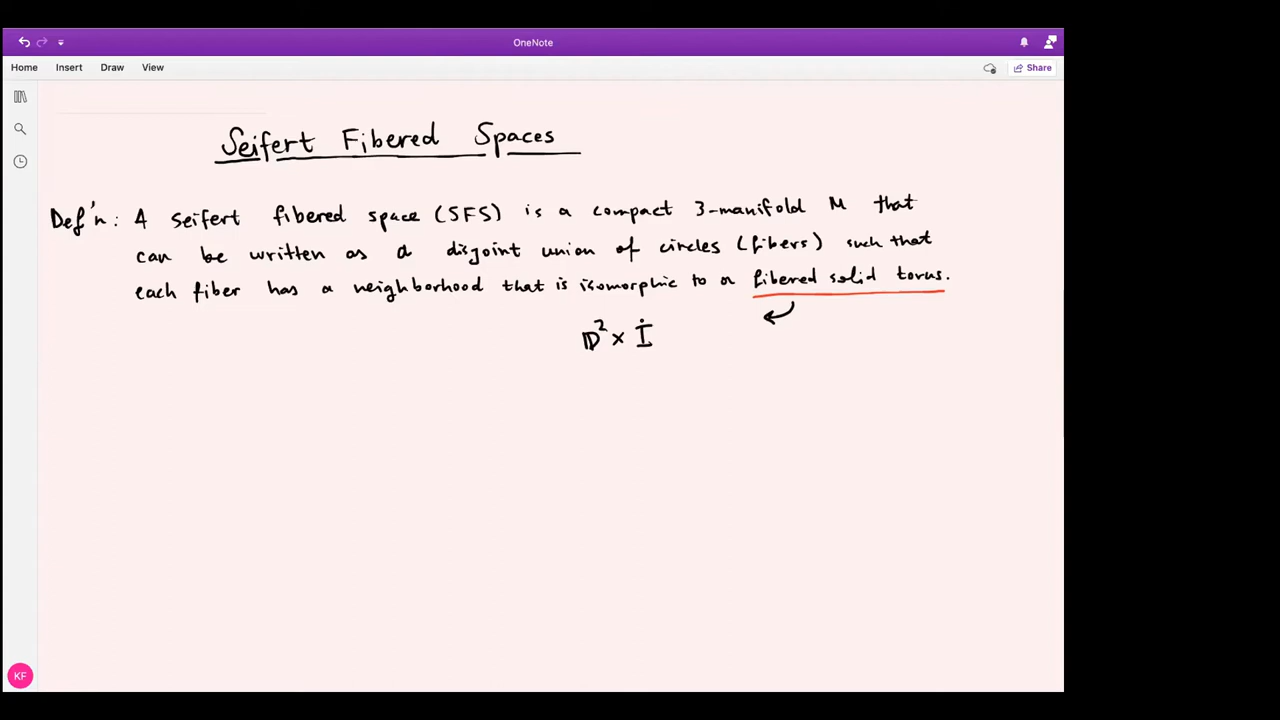 OneNote
Home Insert Draw View Share
Seifert Fibered Spaces
Def'n: A Seifert fibered space (SFS) is a compact 3-manifold M that
can be written as a disjoint union of circles (fibers) such that
each fiber has a neighborhood that is isomorphic to a fibered solid torus.
𝔻² × İ
KF